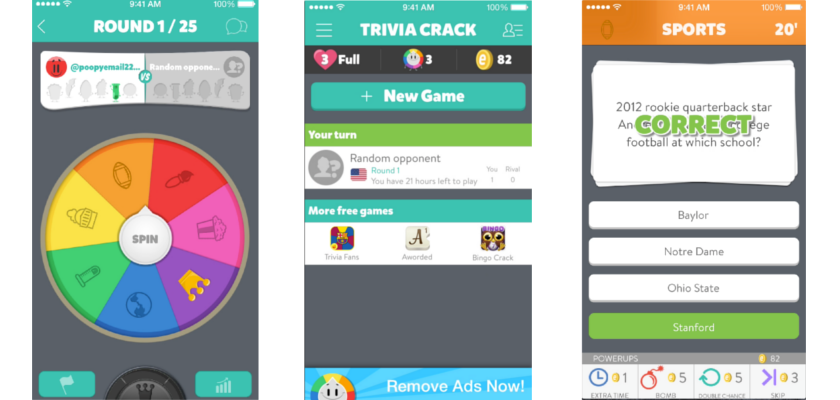 9:41 AM
100%
ROUND 1 / 25
@poopyemail22...
VS
Random oppone...
SPIN
9:41 AM
100%
TRIVIA CRACK
3 Full
3
82
+ New Game
Your turn
Random opponent
Round 1
You have 21 hours left to play
You
1
Rival
0
More free games
Trivia Fans
Aworded
BINGO
Bingo Crack
Remove Ads Now!
9:41 AM
100%
SPORTS
20'
2012 rookie quarterback star
CORRECT
football at which school?
Baylor
Notre Dame
Ohio State
Stanford
POWERUPS
82
1
5
5
3
EXTRA TIME
BOMB
DOUBLE CHANCE
SKIP